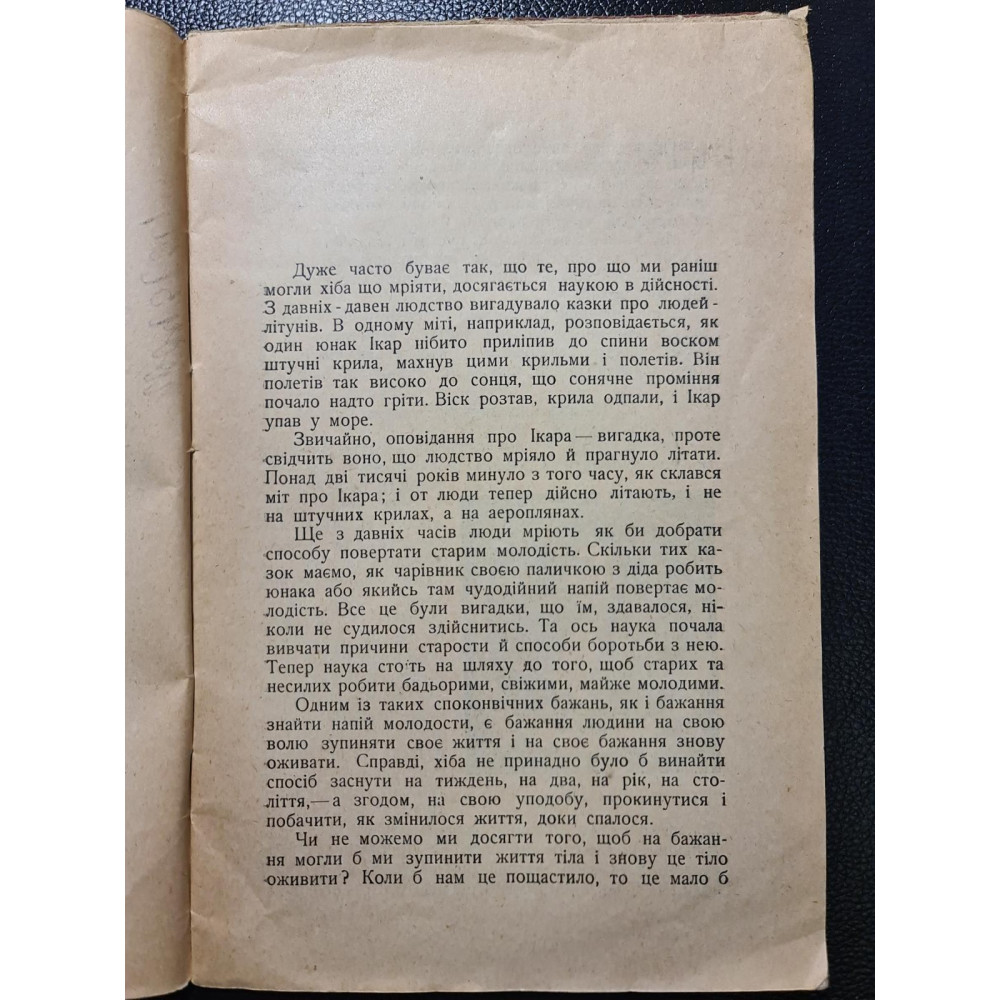 Дуже часто буває так, що те, про що ми раніш
могли хіба що мріяти, досягається наукою в дійсності.
З давніх-давен людство вигадувало казки про людей-
літунів. В одному міті, наприклад, розповідається, як
один юнак Ікар нібито приліпив до спини воском
штучні крила, махнув цими крильми і полетів. Він
полетів так високо до сонця, що сонячне проміння
почало надто гріти. Віск розтав, крила одпали, і Ікар
упав у море.
Звичайно, оповідання про Ікара — вигадка, проте
свідчить воно, що людство мріяло й прагнуло літати.
Понад дві тисячі років минуло з того часу, як склався
міт про Ікара; і от люди тепер дійсно літають, і не
на штучних крилах, а на аероплянах.
Ще з давніх часів люди мріють як би добрати
способу повертати старим молодість. Скільки тих ка-
зок маємо, як чарівник своєю паличкою з діда робить
юнака або якийсь там чудодійний напій повертає мо-
лодість. Все це були вигадки, що їм, здавалося, ні-
коли не судилося здійснитись. Та ось наука почала
вивчати причини старости й способи боротьби з нею.
Тепер наука стоїть на шляху до того, щоб старих та
несилих робити бадьорими, свіжими, майже молодими.
Одним із таких споконвічних бажань, як і бажання
знайти напій молодости, є бажання людини на свою
волю зупиняти своє життя і на своє бажання знову
оживати. Справді, хіба не принадно було б винайти
спосіб заснути на тиждень, на два, на рік, на сто-
ліття,— а згодом, на свою уподобу, прокинутися і
побачити, як змінилося життя, доки спалося.
Чи не можемо ми досягти того, щоб на бажан-
ня могли б ми зупинити життя тіла і знову це тіло
оживити? Коли б нам це пощастило, то це мало б